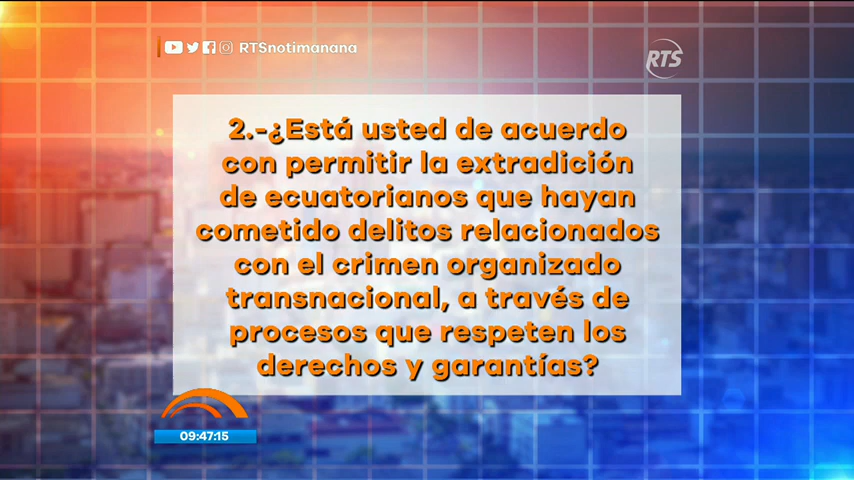 RTSnotimanana
RTS
2.-¿Está usted de acuerdo
con permitir la extradición
de ecuatorianos que hayan
cometido delitos relacionados
con el crimen organizado
transnacional, a través de
procesos que respeten los
derechos y garantías?
09:47:15